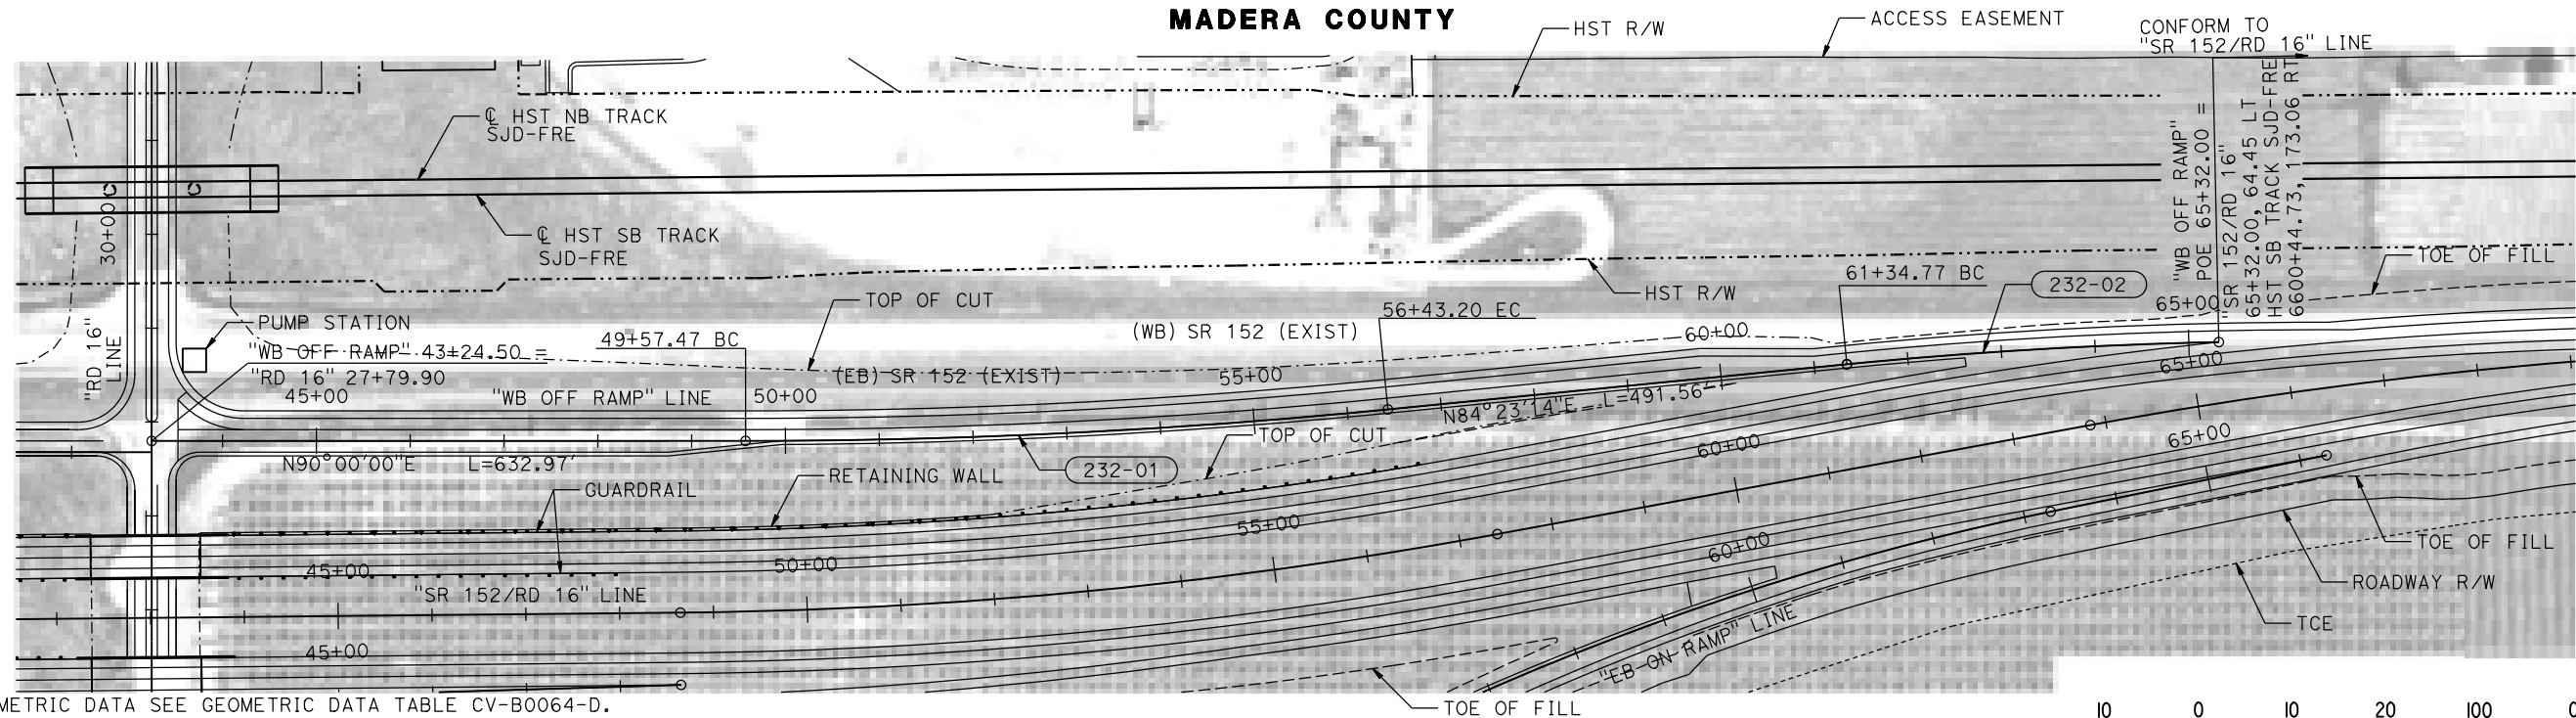 MADERA COUNTY
HST R/W
ACCESS EASEMENT
CONFORM TO
"SR 152/RD 16" LINE
℄ HST NB TRACK
SJD-FRE
℄ HST SB TRACK
SJD-FRE
C
C
30+00
"RD 16"
LINE
"WB OFF RAMP"
POE 65+32.00 =
"SR 152/RD 16"
65+32.00, 64.45 LT
HST SB TRACK SJD-FRE
6600+44.73, 173.06 RT
TOE OF FILL
61+34.77 BC
232-02
HST R/W
TOP OF CUT
56+43.20 EC
65+00
PUMP STATION
(WB) SR 152 (EXIST)
60+00
49+57.47 BC
"WB OFF RAMP" 43+24.50 =
"RD 16" 27+79.90
(EB) SR 152 (EXIST)
55+00
65+00
45+00
"WB OFF RAMP" LINE
50+00
N84°23'14"E L=491.56'
TOP OF CUT
60+00
65+00
N90°00'00"E L=632.97'
232-01
RETAINING WALL
GUARDRAIL
55+00
60+00
TOE OF FILL
45+00
50+00
ROADWAY R/W
"SR 152/RD 16" LINE
TCE
"EB ON RAMP" LINE
45+00
METRIC DATA SEE GEOMETRIC DATA TABLE CV-B0064-D.
TOE OF FILL
10 0 10 20 100